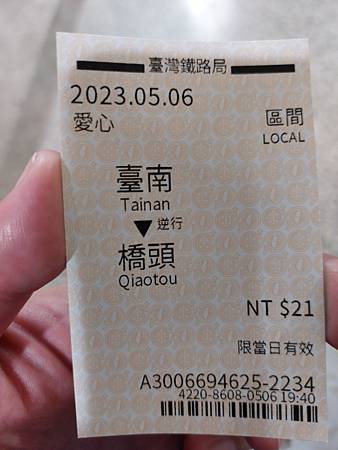 臺灣鐵路局
2023.05.06
愛心
區間
LOCAL
臺南
Tainan
逆行
橋頭
Qiaotou
NT $21
限當日有效
A3006694625-2234
4220-8608-0506 19:40